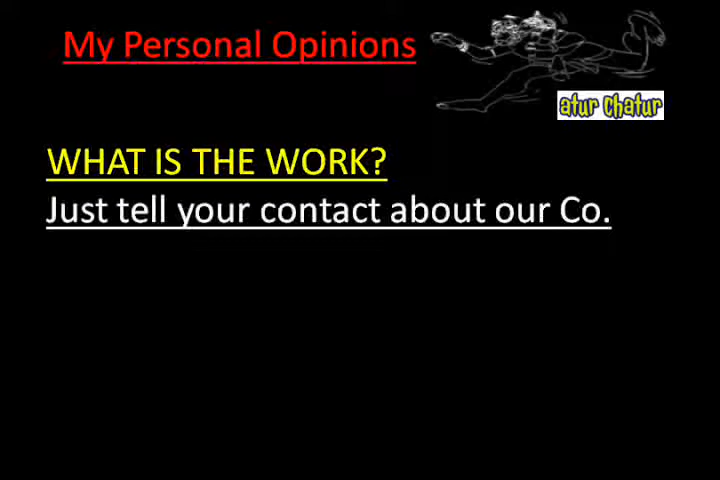 My Personal Opinions
atur chatur
WHAT IS THE WORK?
Just tell your contact about our Co.